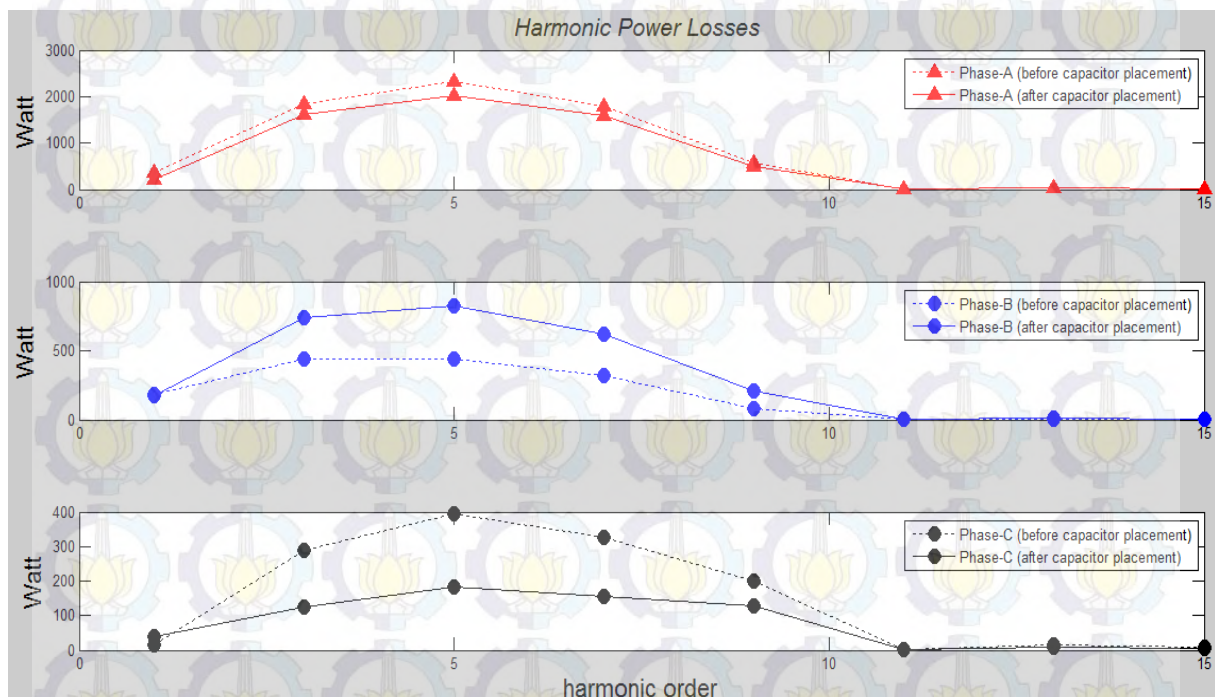 Harmonic Power Losses
3000
2000
1000
0
Watt
Phase-A (before capacitor placement)
Phase-A (after capacitor placement)
0 5 10 15
1000
500
0
Watt
Phase-B (before capacitor placement)
Phase-B (after capacitor placement)
0 5 10 15
400
300
200
100
0
Watt
Phase-C (before capacitor placement)
Phase-C (after capacitor placement)
0 5 10 15
harmonic order